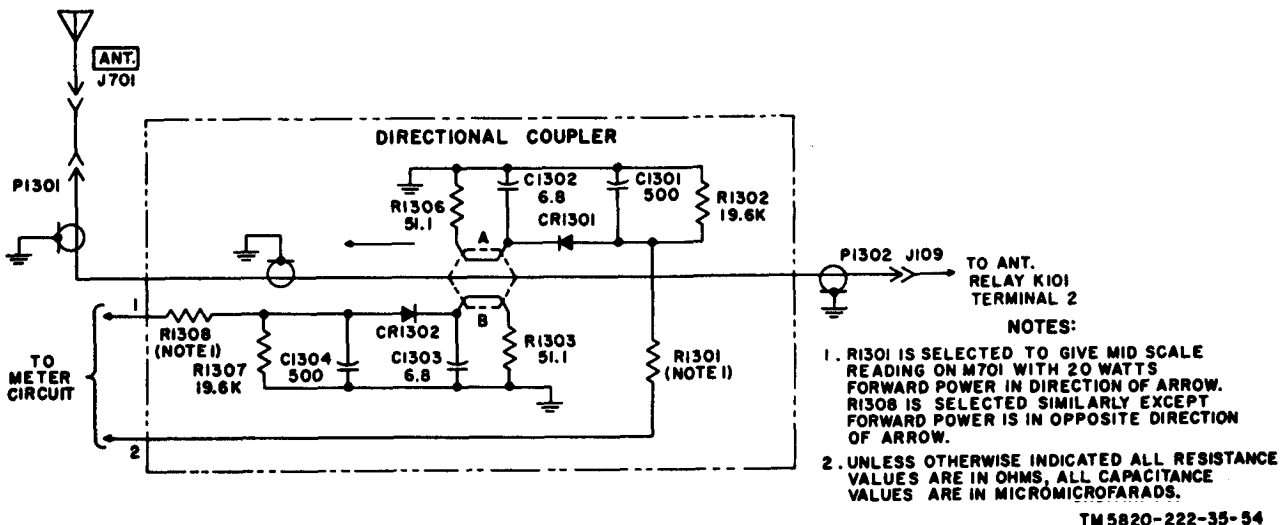 ANT.
J701
DIRECTIONAL COUPLER
P1301
R1306
51.1
C1302
6.8
C1301
500
R1302
19.6K
CR1301
A
P1302 J109
TO ANT.
RELAY K101
TERMINAL 2
1
R1308
(NOTE 1)
R1307
19.6K
C1304
500
CR1302
C1303
6.8
B
R1303
51.1
R1301
(NOTE 1)
TO
METER
CIRCUIT
2
NOTES:
1. R1301 IS SELECTED TO GIVE MID SCALE
READING ON M701 WITH 20 WATTS
FORWARD POWER IN DIRECTION OF ARROW.
R1308 IS SELECTED SIMILARLY EXCEPT
FORWARD POWER IS IN OPPOSITE DIRECTION
OF ARROW.
2. UNLESS OTHERWISE INDICATED ALL RESISTANCE
VALUES ARE IN OHMS, ALL CAPACITANCE
VALUES ARE IN MICROMICROFARADS.
TM5820-222-35-54